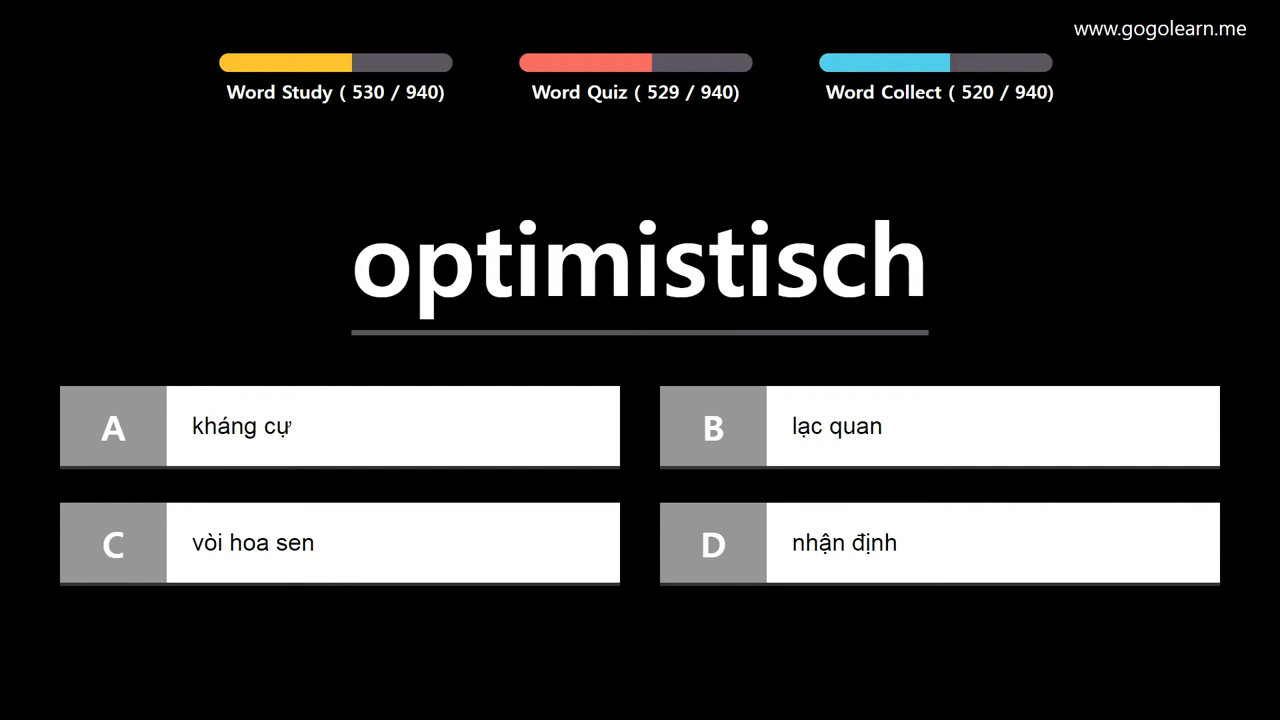 www.gogolearn.me
Word Study ( 530 / 940)
Word Quiz ( 529 / 940)
Word Collect ( 520 / 940)
optimistisch
A kháng cự
B lạc quan
C vòi hoa sen
D nhận định